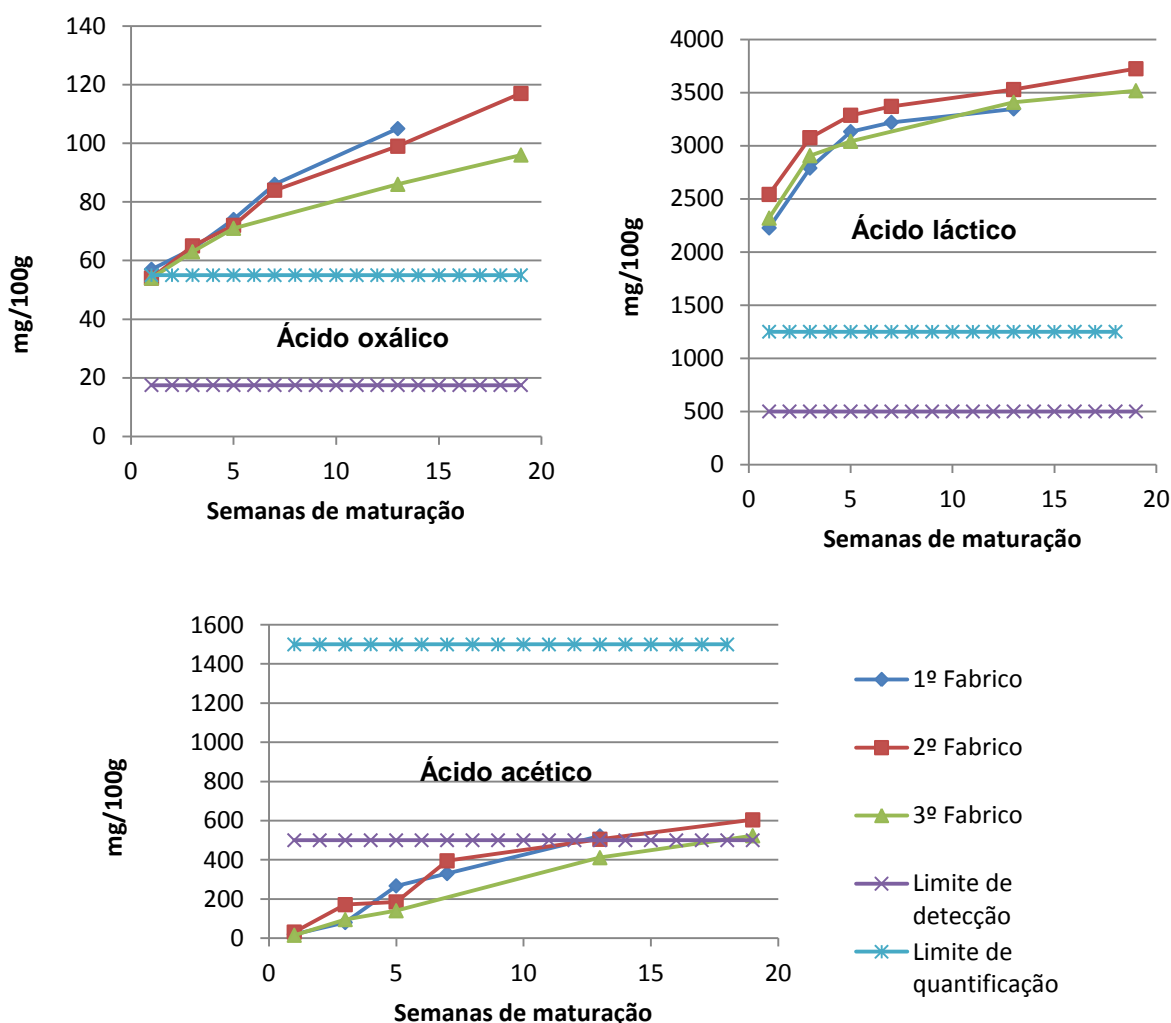 140
120
100
80
60
40
20
0
mg/100g
Ácido oxálico
0 5 10 15 20
Semanas de maturação
4000
3500
3000
2500
2000
1500
1000
500
0
mg/100g
Ácido láctico
0 5 10 15 20
Semanas de maturação
1600
1400
1200
1000
800
600
400
200
0
mg/100g
Ácido acético
0 5 10 15 20
Semanas de maturação
1º Fabrico
2º Fabrico
3º Fabrico
Limite de
detecção
Limite de
quantificação